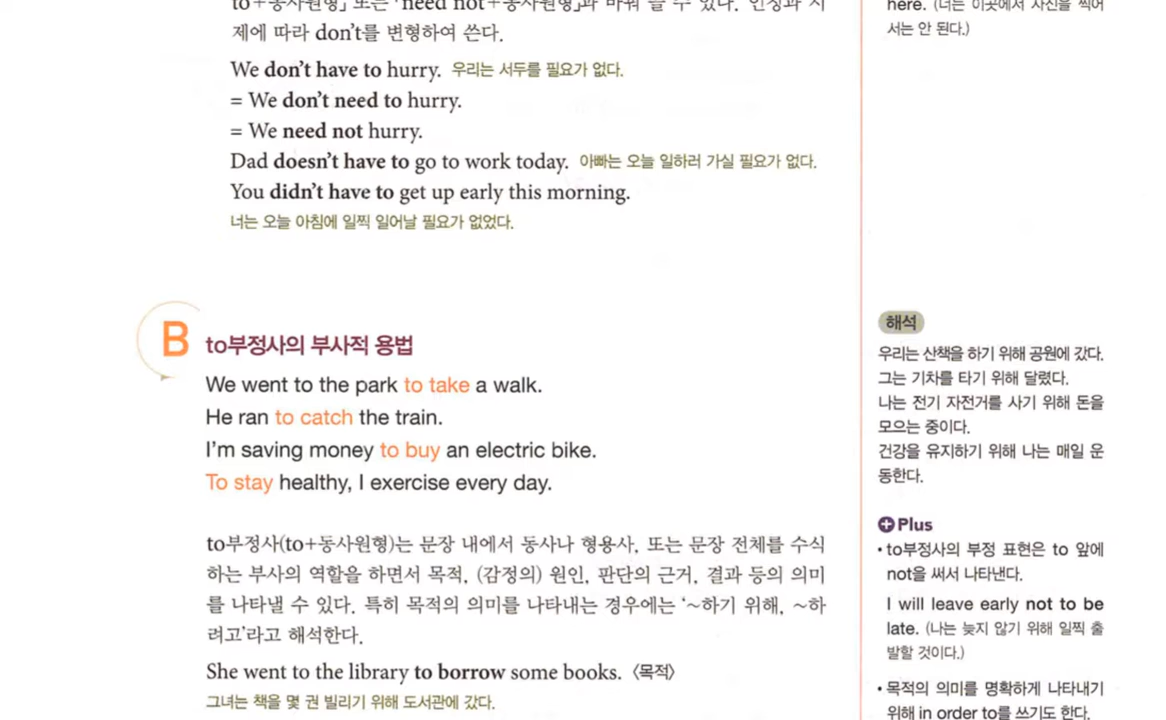 to+동사원형」 또는 「need not+동사원형」과 바꿔 쓸 수 있다. 인칭과 시
제에 따라 don't를 변형하여 쓴다.
We don't have to hurry. 우리는 서두를 필요가 없다.
= We don't need to hurry.
= We need not hurry.
Dad doesn't have to go to work today. 아빠는 오늘 일하러 가실 필요가 없다.
You didn't have to get up early this morning.
너는 오늘 아침에 일찍 일어날 필요가 없었다.
here. (너는 이곳에서 사진을 찍어
서는 안 된다.)
B to부정사의 부사적 용법
We went to the park to take a walk.
He ran to catch the train.
I'm saving money to buy an electric bike.
To stay healthy, I exercise every day.
to부정사(to+동사원형)는 문장 내에서 동사나 형용사, 또는 문장 전체를 수식
하는 부사의 역할을 하면서 목적, (감정의) 원인, 판단의 근거, 결과 등의 의미
를 나타낼 수 있다. 특히 목적의 의미를 나타내는 경우에는 '~하기 위해, ~하
려고'라고 해석한다.
She went to the library to borrow some books. 〈목적〉
그녀는 책을 몇 권 빌리기 위해 도서관에 갔다.
해석
우리는 산책을 하기 위해 공원에 갔다.
그는 기차를 타기 위해 달렸다.
나는 전기 자전거를 사기 위해 돈을
모으는 중이다.
건강을 유지하기 위해 나는 매일 운
동한다.
+Plus
• to부정사의 부정 표현은 to 앞에
not을 써서 나타낸다.
I will leave early not to be
late. (나는 늦지 않기 위해 일찍 출
발할 것이다.)
• 목적의 의미를 명확하게 나타내기
위해 in order to를 쓰기도 한다.